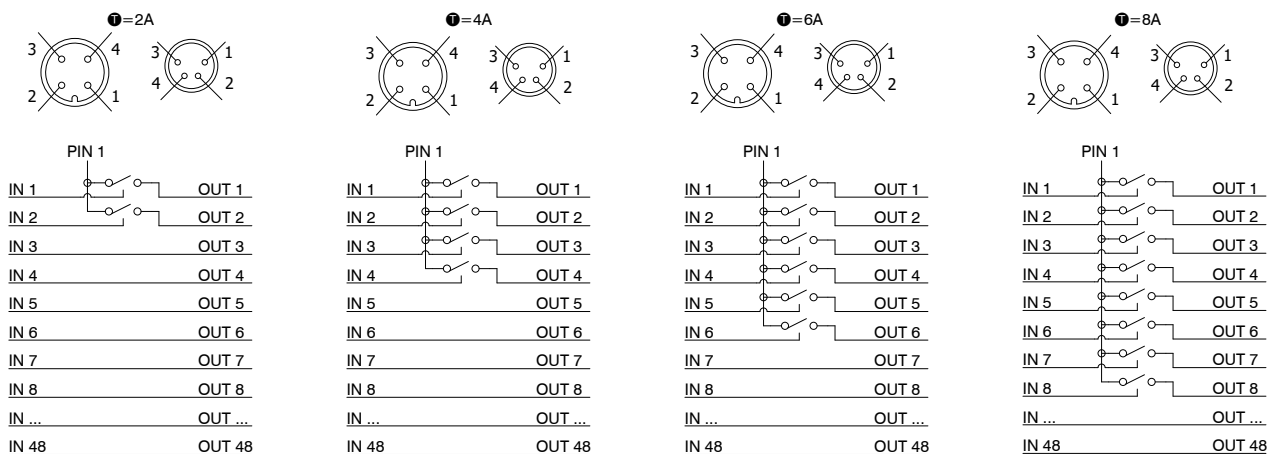 T=2A T=4A T=6A T=8A
3 4 3 1 3 4 3 1 3 4 3 1 3 4 3 1
2 1 4 2 2 1 4 2 2 1 4 2 2 1 4 2
PIN 1 PIN 1 PIN 1 PIN 1
IN 1 OUT 1 IN 1 OUT 1 IN 1 OUT 1 IN 1 OUT 1
IN 2 OUT 2 IN 2 OUT 2 IN 2 OUT 2 IN 2 OUT 2
IN 3 OUT 3 IN 3 OUT 3 IN 3 OUT 3 IN 3 OUT 3
IN 4 OUT 4 IN 4 OUT 4 IN 4 OUT 4 IN 4 OUT 4
IN 5 OUT 5 IN 5 OUT 5 IN 5 OUT 5 IN 5 OUT 5
IN 6 OUT 6 IN 6 OUT 6 IN 6 OUT 6 IN 6 OUT 6
IN 7 OUT 7 IN 7 OUT 7 IN 7 OUT 7 IN 7 OUT 7
IN 8 OUT 8 IN 8 OUT 8 IN 8 OUT 8 IN 8 OUT 8
IN ... OUT ... IN ... OUT ... IN ... OUT ... IN ... OUT ...
IN 48 OUT 48 IN 48 OUT 48 IN 48 OUT 48 IN 48 OUT 48